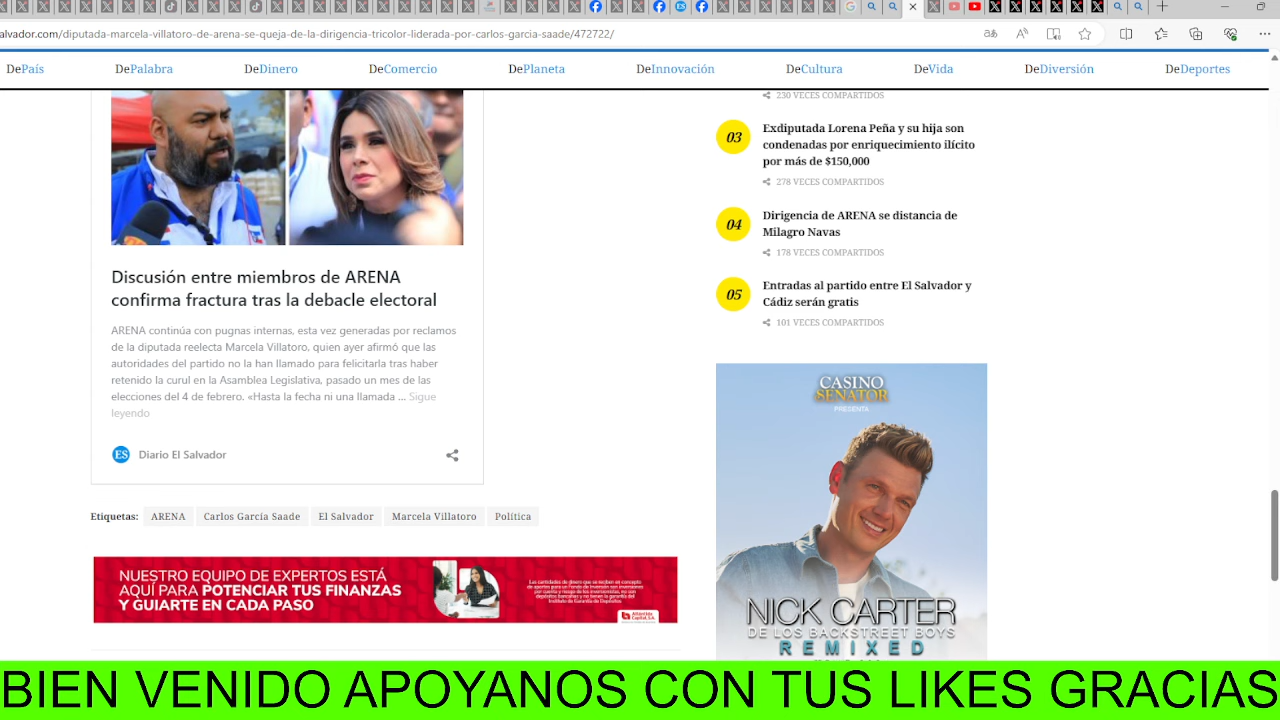 alvador.com/diputada-marcela-villatoro-de-arena-se-queja-de-la-dirigencia-tricolor-liderada-por-carlos-garcia-saade/472722/
DePaís DePalabra DeDinero DeComercio DePlaneta DeInnovación DeCultura DeVida DeDiversión DeDeportes
Discusión entre miembros de ARENA
confirma fractura tras la debacle electoral
ARENA continúa con pugnas internas, esta vez generadas por reclamos
de la diputada reelecta Marcela Villatoro, quien ayer afirmó que las
autoridades del partido no la han llamado para felicitarla tras haber
retenido la curul en la Asamblea Legislativa, pasado un mes de las
elecciones del 4 de febrero. «Hasta la fecha ni una llamada ... Sigue
leyendo
ES Diario El Salvador
Etiquetas: ARENA Carlos García Saade El Salvador Marcela Villatoro Política
NUESTRO EQUIPO DE EXPERTOS ESTÁ
AQUÍ PARA POTENCIAR TUS FINANZAS
Y GUIARTE EN CADA PASO
230 VECES COMPARTIDOS
03
Exdiputada Lorena Peña y su hija son
condenadas por enriquecimiento ilícito
por más de $150,000
278 VECES COMPARTIDOS
04
Dirigencia de ARENA se distancia de
Milagro Navas
178 VECES COMPARTIDOS
05
Entradas al partido entre El Salvador y
Cádiz serán gratis
101 VECES COMPARTIDOS
CASINO
SENATOR
PRESENTA
NICK CARTER
DE LOS BACKSTREET BOYS
REMIXED
BIEN VENIDO APOYANOS CON TUS LIKES GRACIAS